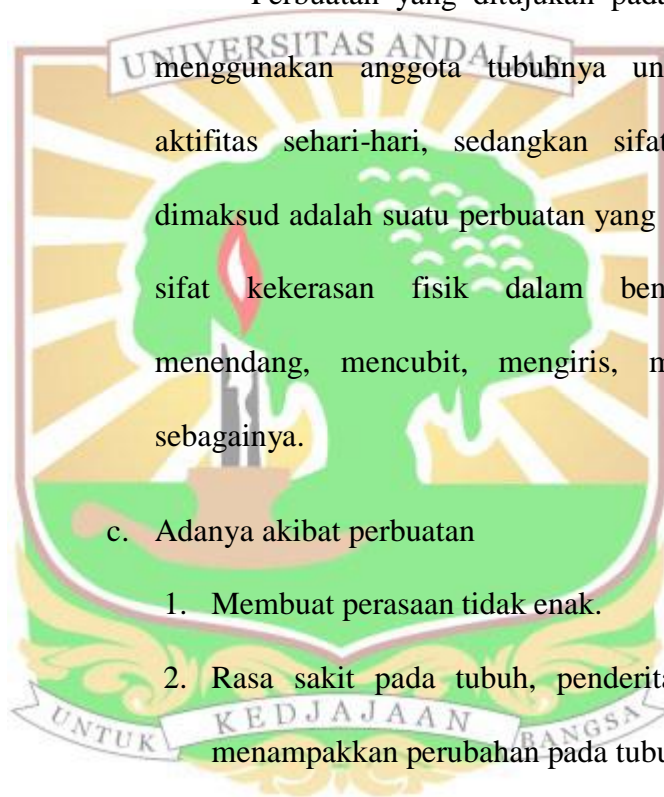 Perbuatan yang ditujukan pada
UNIVERSITAS ANDALAS
menggunakan anggota tubuhnya un
aktifitas sehari-hari, sedangkan sifat
dimaksud adalah suatu perbuatan yang
sifat kekerasan fisik dalam ben
menendang, mencubit, mengiris, m
sebagainya.
c. Adanya akibat perbuatan
1. Membuat perasaan tidak enak.
2. Rasa sakit pada tubuh, penderita
UNTUK KEDJAJAAN BANGSA
menampakkan perubahan pada tubu